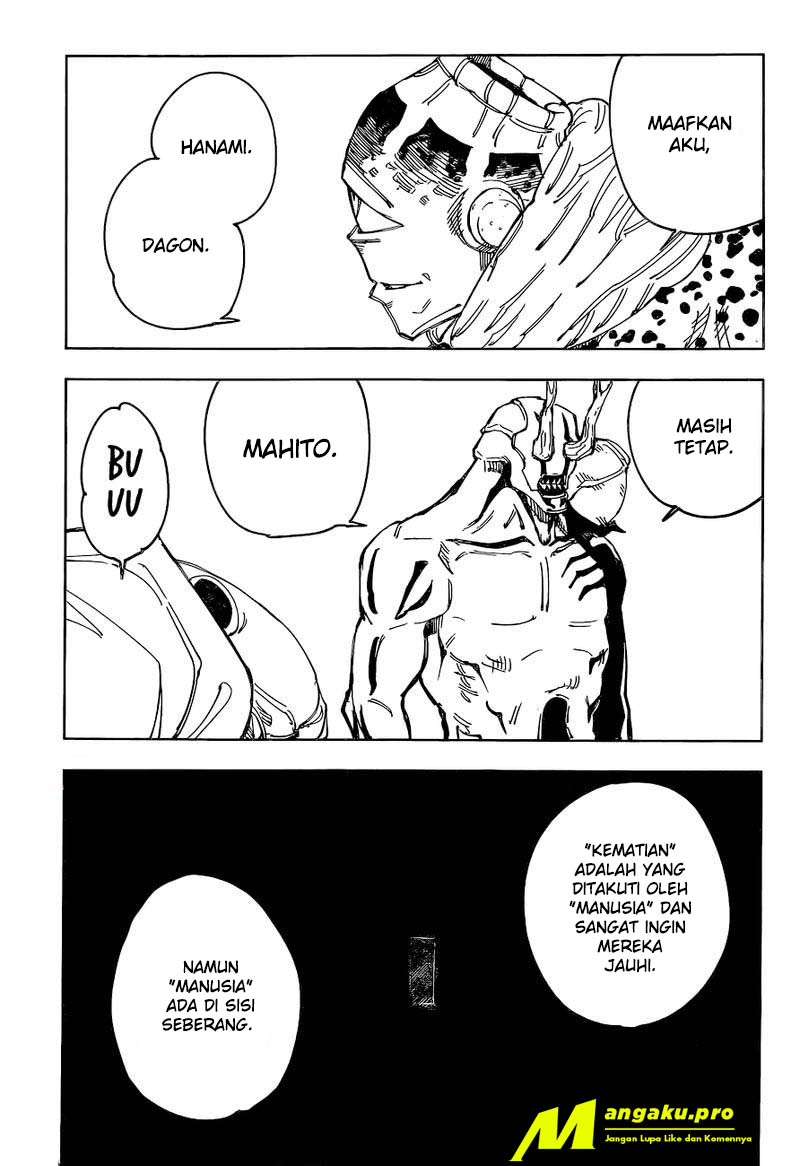 MAAFKAN
AKU,
HANAMI.
DAGON.
MASIH
TETAP.
MAHITO.
BU
UU
"KEMATIAN"
ADALAH YANG
DITAKUTI OLEH
"MANUSIA" DAN
SANGAT INGIN
MEREKA
JAUHI.
NAMUN
"MANUSIA"
ADA DI SISI
SEBERANG.
Mangaku.pro
Jangan Lupa Like dan Komennya